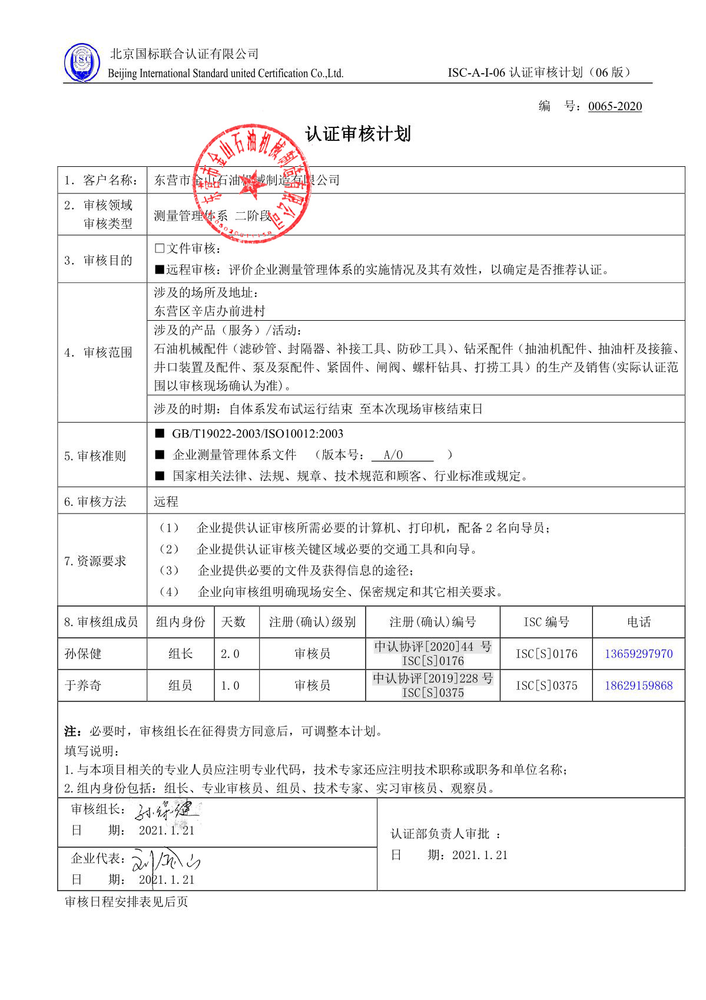 ISC
北京国标联合认证有限公司
Beijing International Standard united Certification Co.,Ltd.
ISC-A-I-06 认证审核计划（06 版）
编 号：0065-2020
认证审核计划
东营市金山石油机械制造有限公司
1. 客户名称：
东营市金山石油机械制造有限公司
2. 审核领域
审核类型
测量管理体系 二阶段
3. 审核目的
□文件审核：
■远程审核：评价企业测量管理体系的实施情况及其有效性，以确定是否推荐认证。
4. 审核范围
涉及的场所及地址：
东营区辛店办前进村
涉及的产品（服务）/活动：
石油机械配件（滤砂管、封隔器、补接工具、防砂工具）、钻采配件（抽油机配件、抽油杆及接箍、
井口装置及配件、泵及泵配件、紧固件、闸阀、螺杆钻具、打捞工具）的生产及销售(实际认证范
围以审核现场确认为准)。
涉及的时期：自体系发布试运行结束 至本次现场审核结束日
5.审核准则
■ GB/T19022-2003/ISO10012:2003
■ 企业测量管理体系文件 （版本号： A/0 ）
■ 国家相关法律、法规、规章、技术规范和顾客、行业标准或规定。
6.审核方法
远程
7.资源要求
（1） 企业提供认证审核所需必要的计算机、打印机，配备 2 名向导员；
（2） 企业提供认证审核关键区域必要的交通工具和向导。
（3） 企业提供必要的文件及获得信息的途径；
（4） 企业向审核组明确现场安全、保密规定和其它相关要求。
8.审核组成员 组内身份 天数 注册(确认)级别 注册(确认)编号 ISC 编号 电话
孙保健 组长 2.0 审核员 中认协评[2020]44 号 ISC[S]0176 ISC[S]0176 13659297970
于养奇 组员 1.0 审核员 中认协评[2019]228 号 ISC[S]0375 ISC[S]0375 18629159868
注：必要时，审核组长在征得贵方同意后，可调整本计划。
填写说明：
1.与本项目相关的专业人员应注明专业代码，技术专家还应注明技术职称或职务和单位名称；
2.组内身份包括：组长、专业审核员、组员、技术专家、实习审核员、观察员。
审核组长：孙保健
日 期： 2021.1.21
企业代表：
日 期： 2021.1.21
认证部负责人审批 ：
日 期：2021.1.21
审核日程安排表见后页